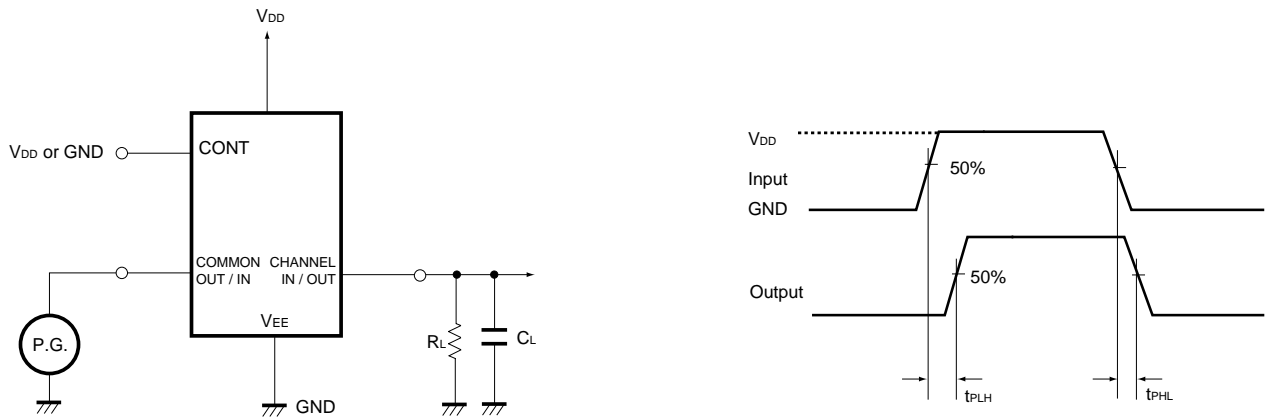 VDD
VDD or GND
CONT
COMMON
OUT / IN
CHANNEL
IN / OUT
VEE
P.G.
RL
CL
GND
VDD
Input
50%
GND
Output
50%
tPLH
tPHL